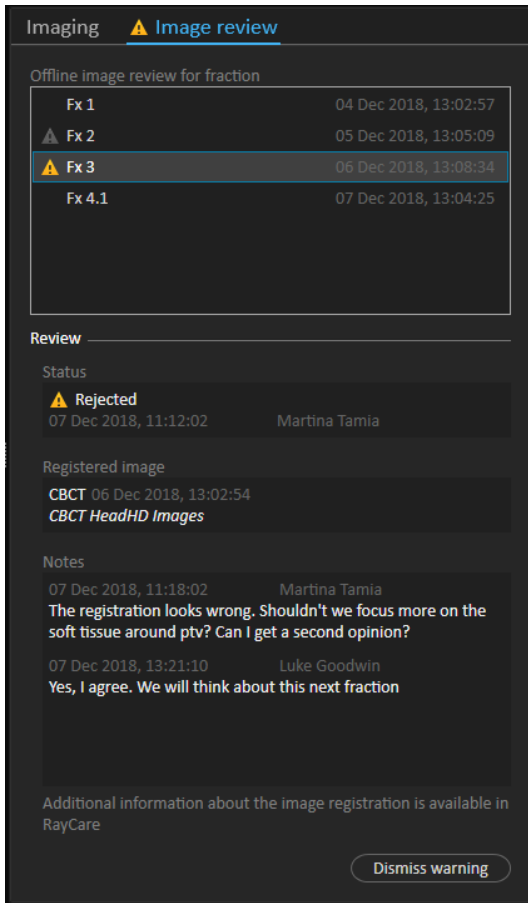 Imaging Image review
Offline image review for fraction
Fx 1 04 Dec 2018, 13:02:57
Fx 2 05 Dec 2018, 13:05:09
Fx 3 06 Dec 2018, 13:08:34
Fx 4.1 07 Dec 2018, 13:04:25
Review
Status
Rejected
07 Dec 2018, 11:12:02 Martina Tamia
Registered image
CBCT 06 Dec 2018, 13:02:54
CBCT HeadHD Images
Notes
07 Dec 2018, 11:18:02 Martina Tamia
The registration looks wrong. Shouldn't we focus more on the
soft tissue around ptv? Can I get a second opinion?
07 Dec 2018, 13:21:10 Luke Goodwin
Yes, I agree. We will think about this next fraction
Additional information about the image registration is available in
RayCare
Dismiss warning